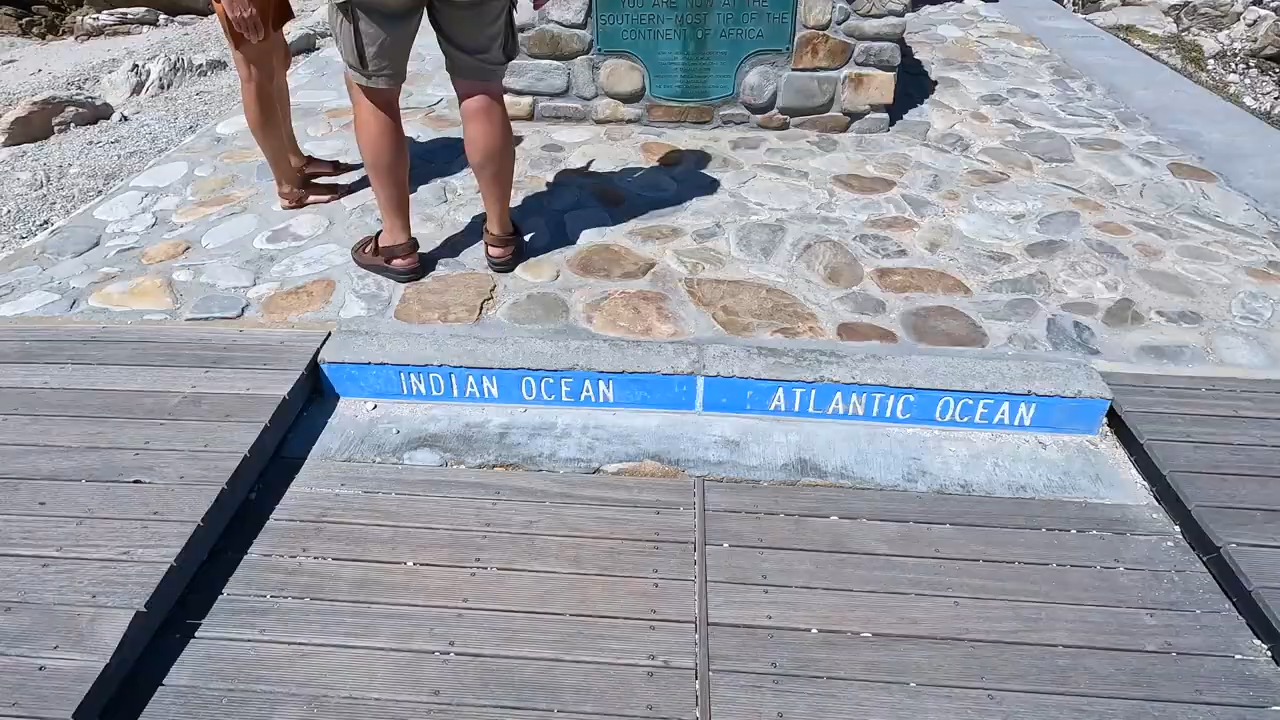 YOU ARE NOW AT THE
SOUTHERN-MOST TIP OF THE
CONTINENT OF AFRICA
INDIAN OCEAN
ATLANTIC OCEAN